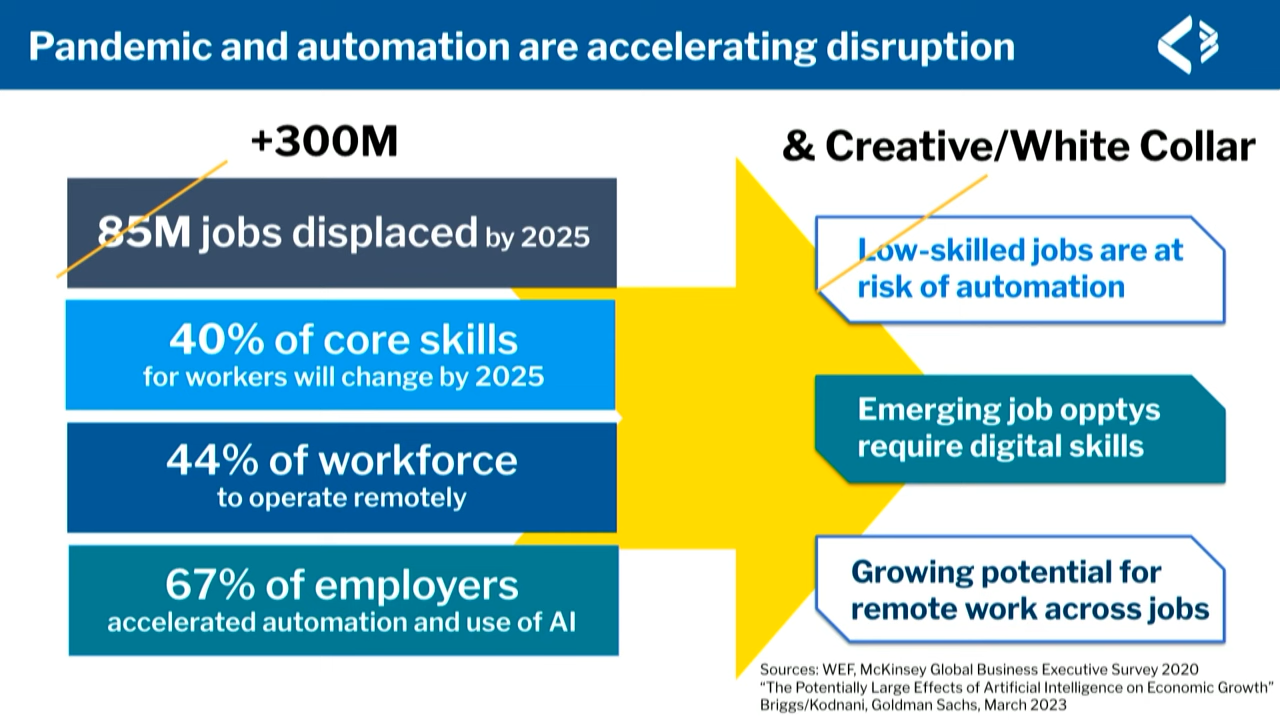 Pandemic and automation are accelerating disruption
+300M
85M jobs displaced by 2025
40% of core skills
for workers will change by 2025
44% of workforce
to operate remotely
67% of employers
accelerated automation and use of AI
& Creative/White Collar
Low-skilled jobs are at
risk of automation
Emerging job opptys
require digital skills
Growing potential for
remote work across jobs
Sources: WEF, McKinsey Global Business Executive Survey 2020
“The Potentially Large Effects of Artificial Intelligence on Economic Growth”
Briggs/Kodnani, Goldman Sachs, March 2023